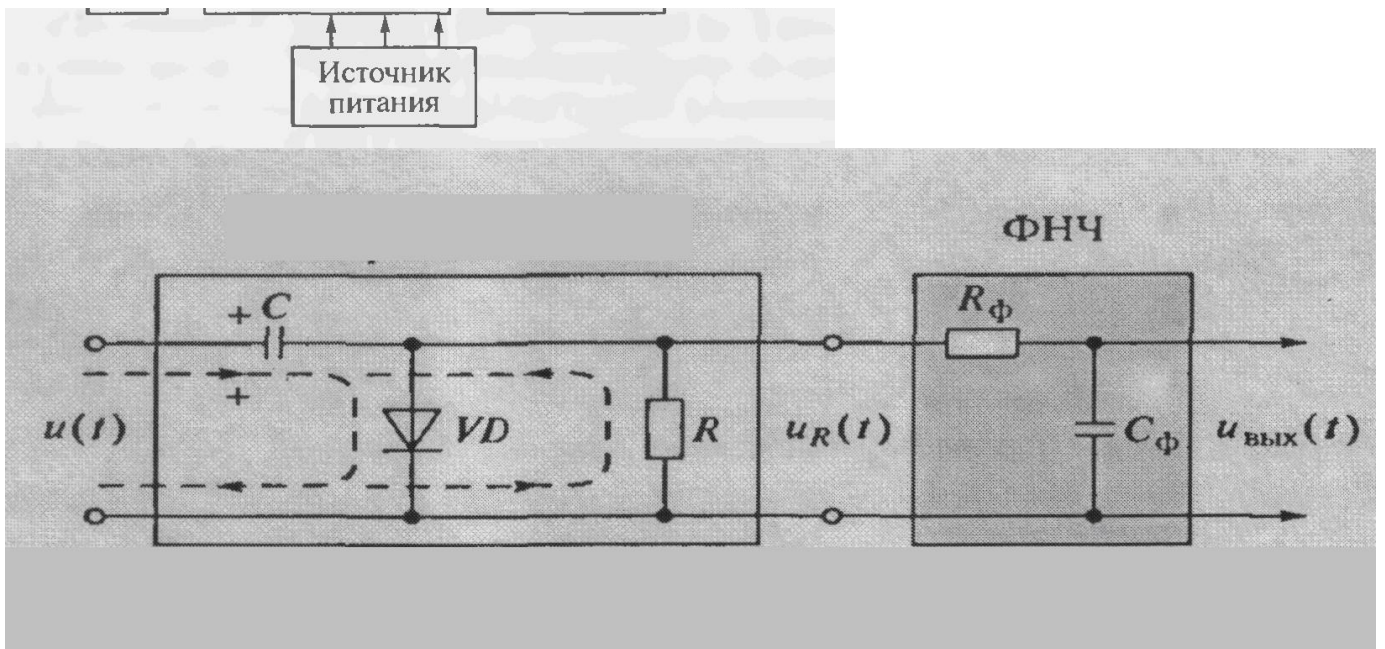 Источник
питания
ФНЧ
+ C
+
u(t)
VD
R
u_R(t)
R_ф
C_ф
u_вых(t)